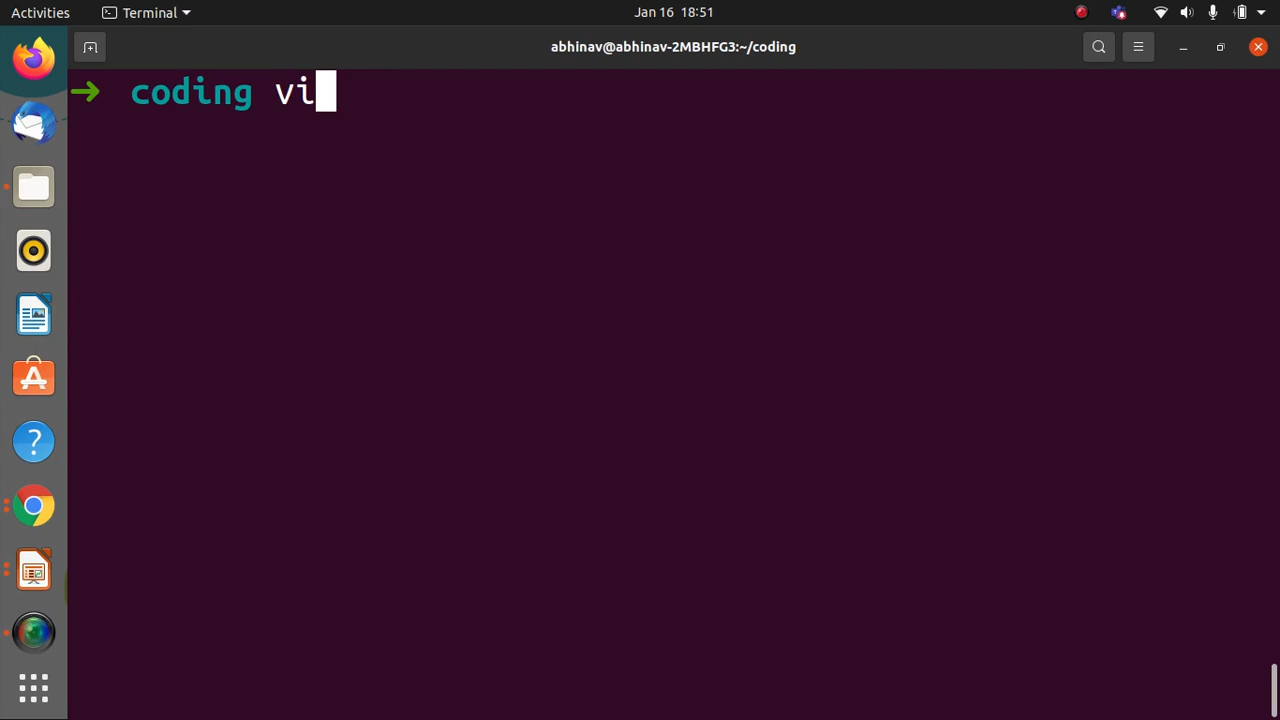 Activities
Terminal
Jan 16 18:51
abhinav@abhinav-2MBHFG3:~/coding
➜ coding vi